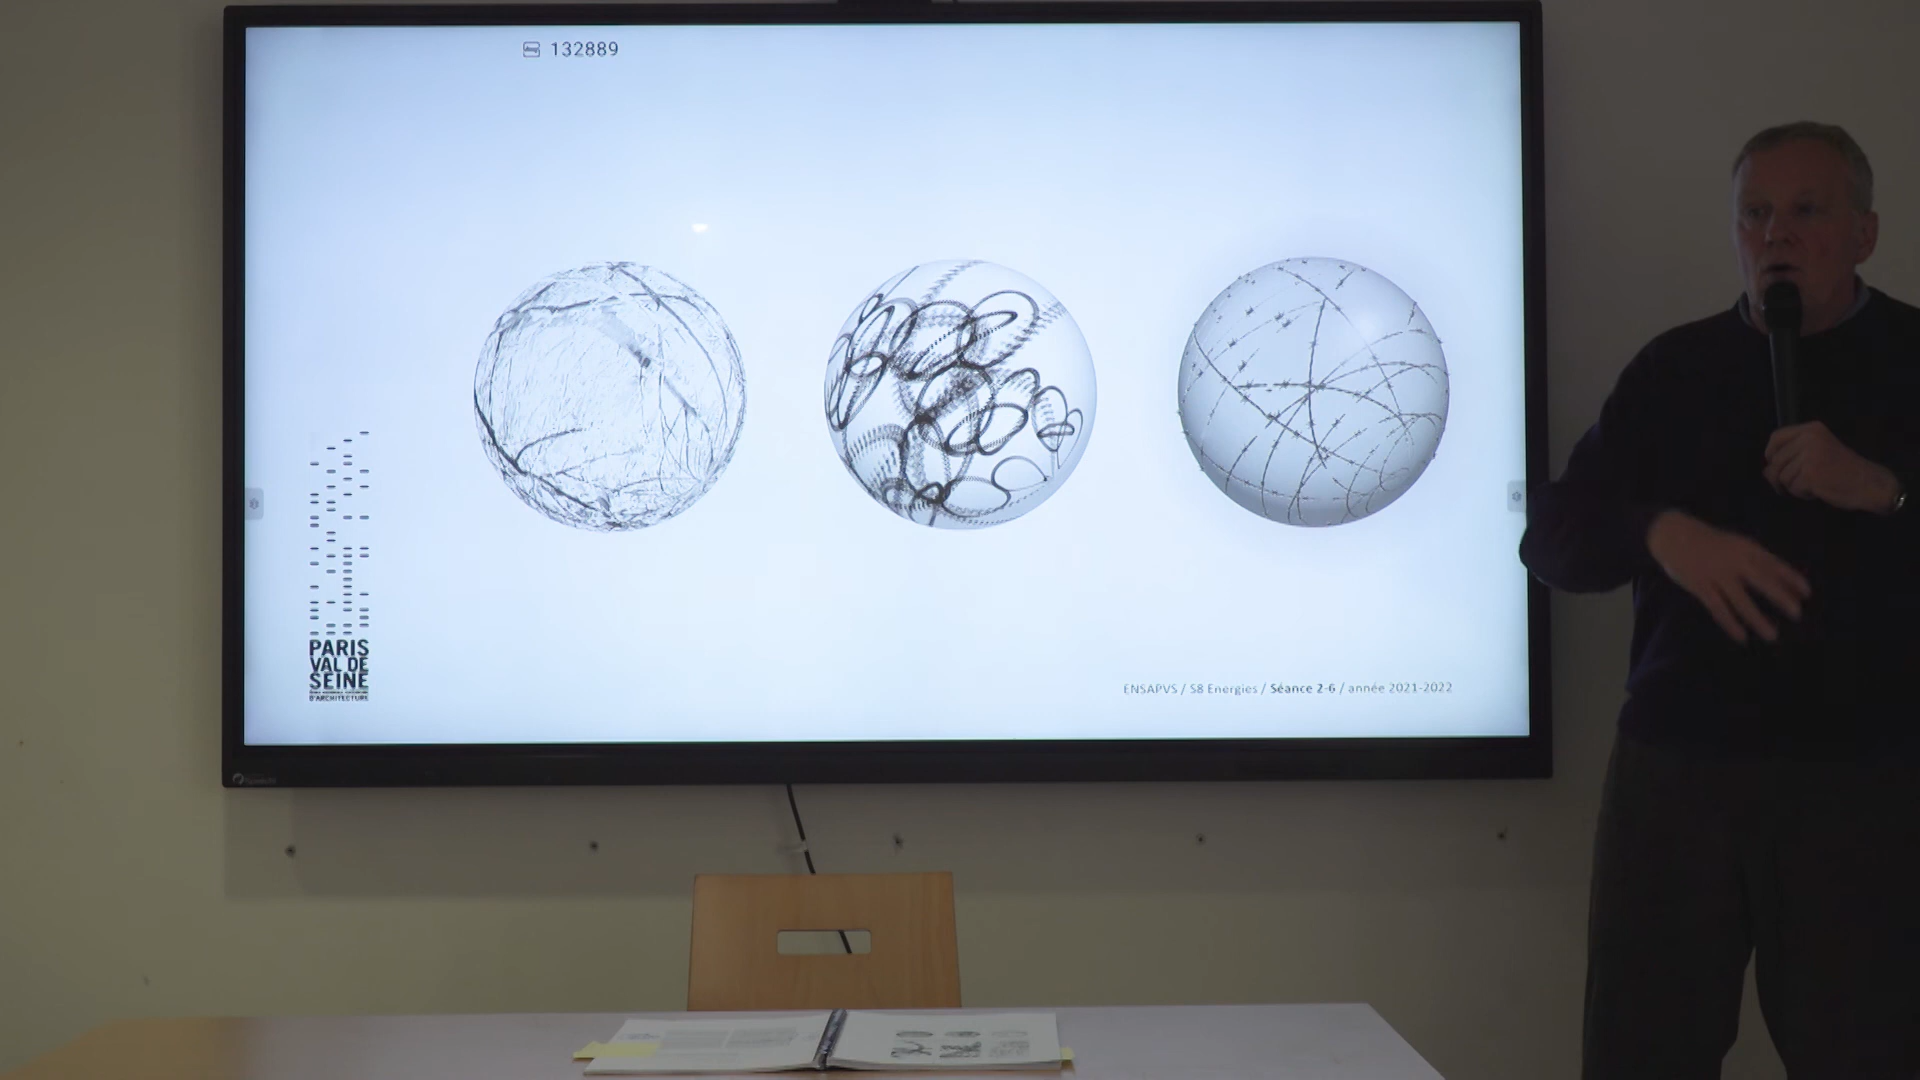 132889
PARIS
VAL DE
SEINE
D'ARCHITECTURE
ENSAPVS / S8 Energies / Séance 2-6 / année 2021-2022